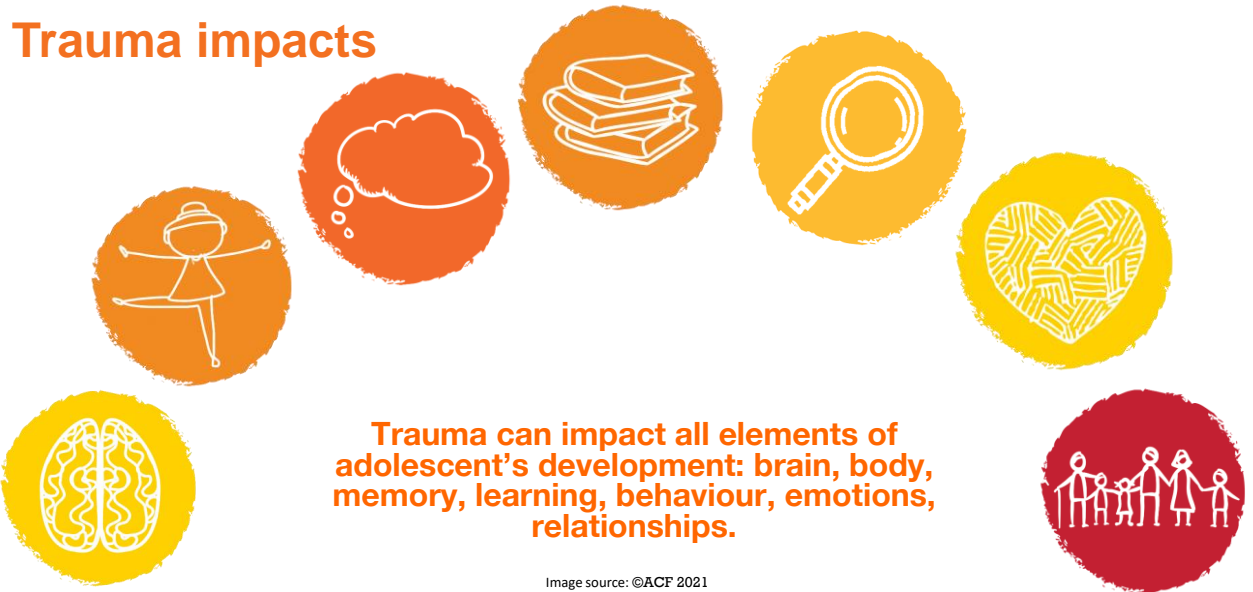 Trauma impacts
Trauma can impact all elements of
adolescent’s development: brain, body,
memory, learning, behaviour, emotions,
relationships.
Image source: ©ACF 2021